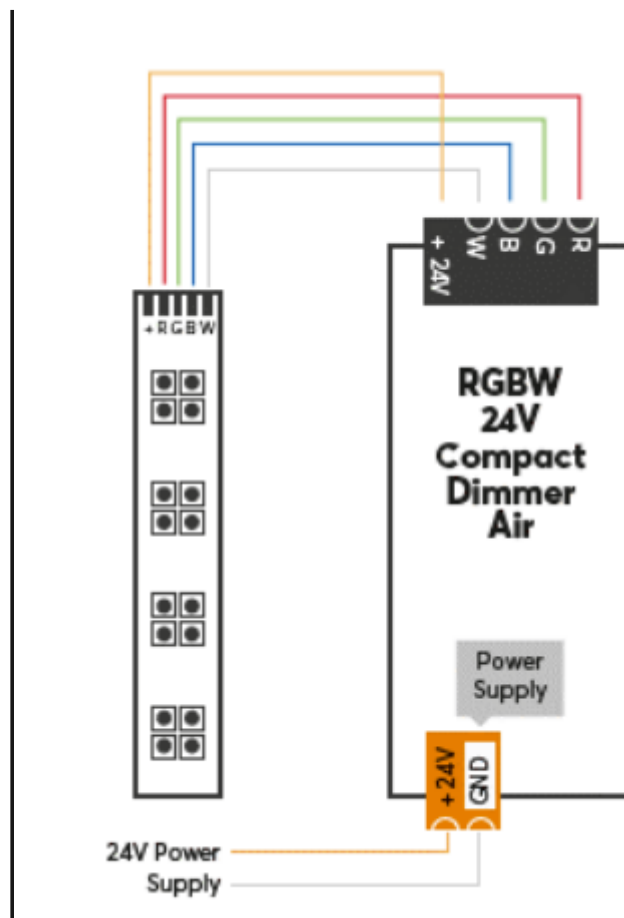 + 24V
W
B
G
R
+RGBW
RGBW
24V
Compact
Dimmer
Air
Power
Supply
+24V
GND
24V Power
Supply